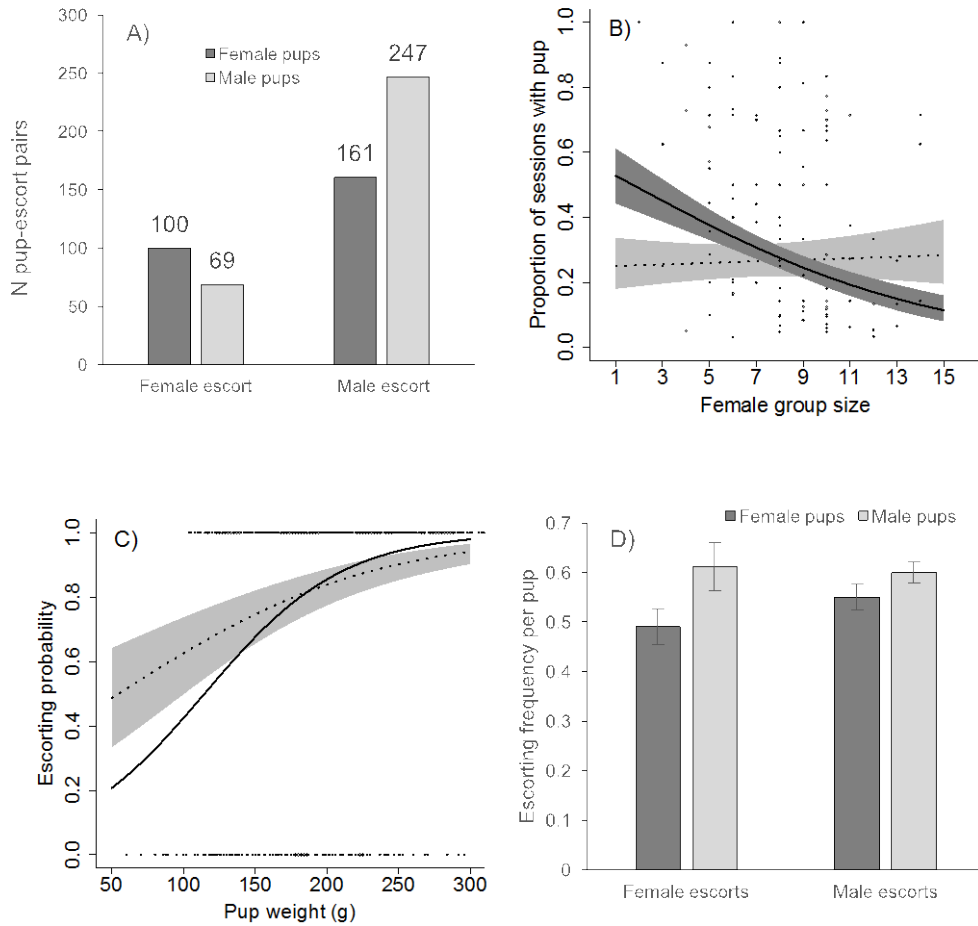 A)
Female pups
Male pups
N pup-escort pairs
300
250
200
150
100
50
0
100
69
161
247
Female escort
Male escort
B)
Proportion of sessions with pup
1.0
0.8
0.6
0.4
0.2
0.0
1 3 5 7 9 11 13 15
Female group size
C)
Escorting probability
1.0
0.8
0.6
0.4
0.2
0.0
50 100 150 200 250 300
Pup weight (g)
D)
Female pups Male pups
Escorting frequency per pup
0.7
0.6
0.5
0.4
0.3
0.2
0.1
0
Female escorts
Male escorts